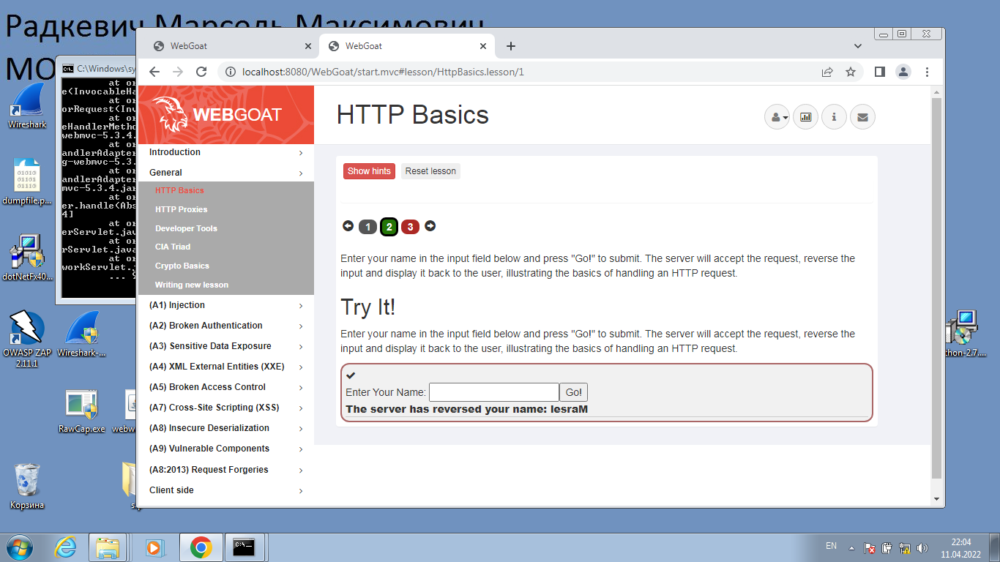 Радкевич Марсель Максимович
МО
Wireshark
dumpfile.p...
dotNetFx40...
OWASP ZAP
2.11.1
Wireshark-...
RawCap.exe
webw
Корзина
thon-2.7....
C:\Windows\sy
at or
e(InvocableHa
at or
orRequest(Inv
at or
eHandlerMetho
webmvc-5.3.4.
at or
andlerAdapter
g-webmvc-5.3.
at or
andlerAdapter
mvc-5.3.4.jar
at or
er.handle(Abs
4]
at or
erServlet.java
at or
rServlet.java
at or
workServlet.j
WebGoat
WebGoat
localhost:8080/WebGoat/start.mvc#lesson/HttpBasics.lesson/1
WEBGOAT
HTTP Basics
Introduction
General
HTTP Basics
HTTP Proxies
Developer Tools
CIA Triad
Crypto Basics
Writing new lesson
(A1) Injection
(A2) Broken Authentication
(A3) Sensitive Data Exposure
(A4) XML External Entities (XXE)
(A5) Broken Access Control
(A7) Cross-Site Scripting (XSS)
(A8) Insecure Deserialization
(A9) Vulnerable Components
(A8:2013) Request Forgeries
Client side
Show hints Reset lesson
1 2 3
Enter your name in the input field below and press "Go!" to submit. The server will accept the request, reverse the
input and display it back to the user, illustrating the basics of handling an HTTP request.
Try It!
Enter your name in the input field below and press "Go!" to submit. The server will accept the request, reverse the
input and display it back to the user, illustrating the basics of handling an HTTP request.
Enter Your Name: Go!
The server has reversed your name: lesraM
EN
22:04
11.04.2022